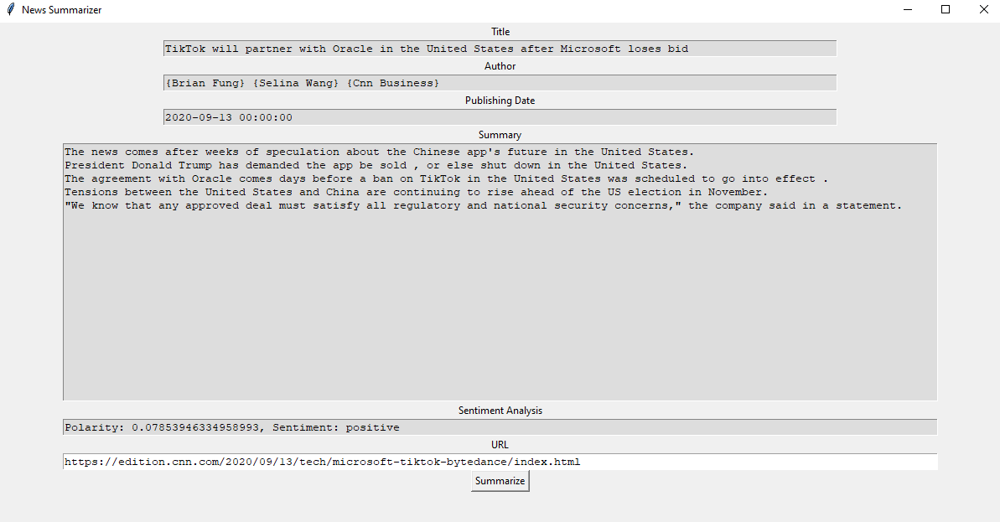 News Summarizer
Title
TikTok will partner with Oracle in the United States after Microsoft loses bid
Author
{Brian Fung} {Selina Wang} {Cnn Business}
Publishing Date
2020-09-13 00:00:00
Summary
The news comes after weeks of speculation about the Chinese app's future in the United States.
President Donald Trump has demanded the app be sold , or else shut down in the United States.
The agreement with Oracle comes days before a ban on TikTok in the United States was scheduled to go into effect .
Tensions between the United States and China are continuing to rise ahead of the US election in November.
"We know that any approved deal must satisfy all regulatory and national security concerns," the company said in a statement.
Sentiment Analysis
Polarity: 0.07853946334958993, Sentiment: positive
URL
https://edition.cnn.com/2020/09/13/tech/microsoft-tiktok-bytedance/index.html
Summarize